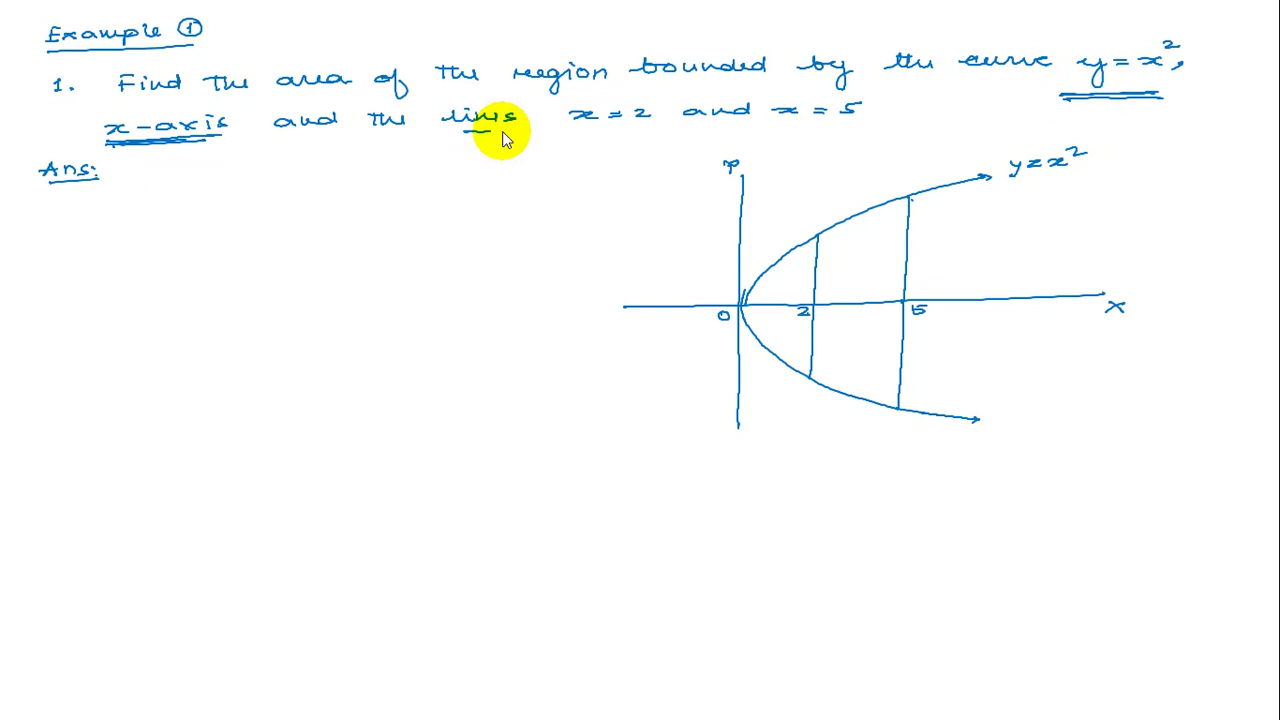 Example ①
1. Find the area of the region bounded by the curve y = x²,
x-axis and the lines x = 2 and x = 5
Ans:
Y
y = x²
0 2 5 X